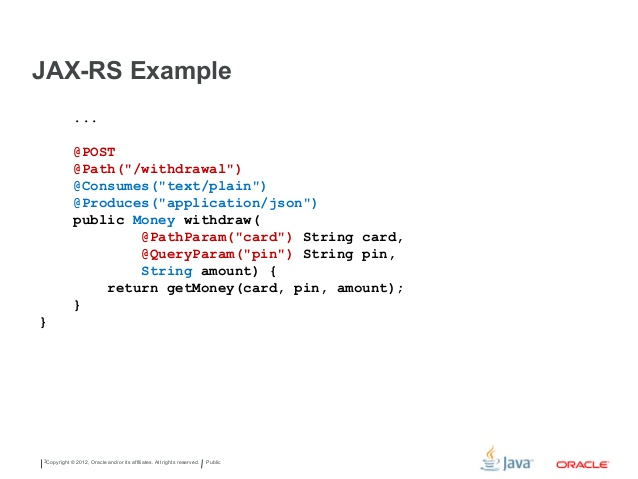 JAX-RS Example
...
@POST
@Path("/withdrawal")
@Consumes("text/plain")
@Produces("application/json")
public Money withdraw(
@PathParam("card") String card,
@QueryParam("pin") String pin,
String amount) {
return getMoney(card, pin, amount);
}
}
Copyright © 2012, Oracle and/or its affiliates. All rights reserved. Public
Java
ORACLE